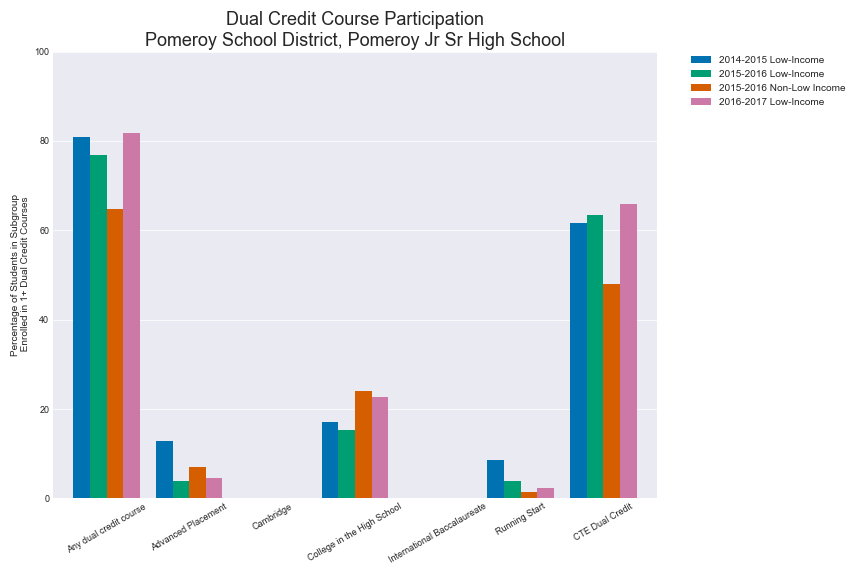 Dual Credit Course Participation
Pomeroy School District, Pomeroy Jr Sr High School
2014-2015 Low-Income
2015-2016 Low-Income
2015-2016 Non-Low Income
2016-2017 Low-Income
Percentage of Students in Subgroup
Enrolled in 1+ Dual Credit Courses
100
80
60
40
20
0
Any dual credit course
Advanced Placement
Cambridge
College in the High School
International Baccalaureate
Running Start
CTE Dual Credit